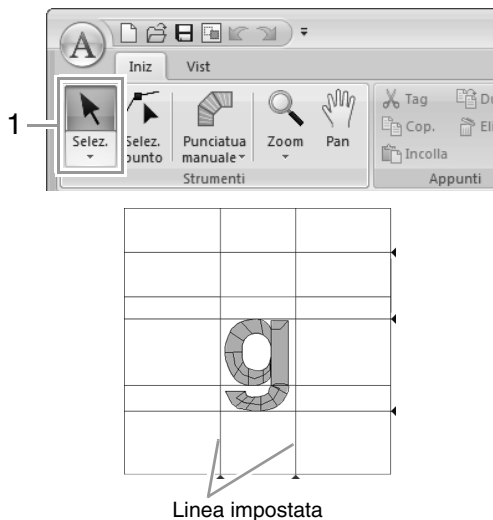 A
Iniz Vist
1
Selez.
Selez. punto
Punciatua manuale
Zoom
Pan
Tag
Cop.
Incolla
Strumenti
Appunti
g
Linea impostata